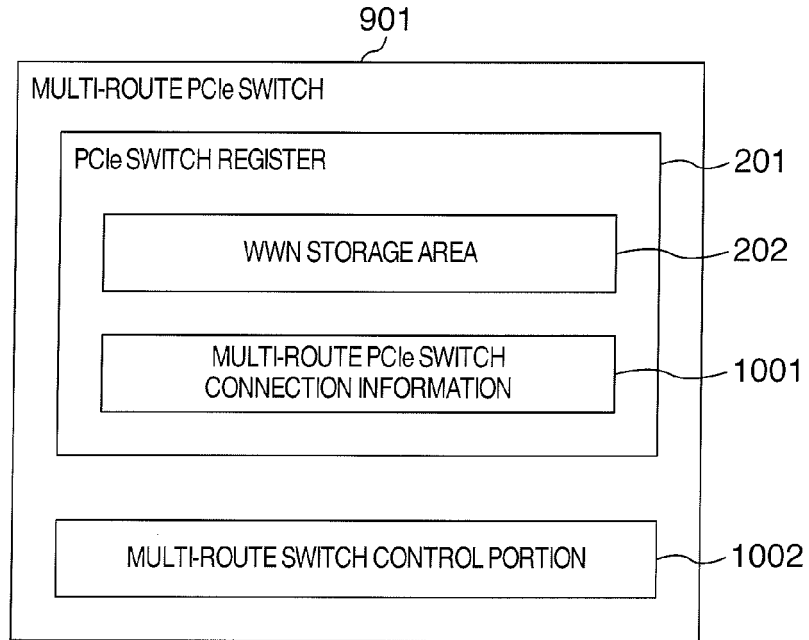 901
MULTI-ROUTE PCIe SWITCH
PCIe SWITCH REGISTER
201
WWN STORAGE AREA
202
MULTI-ROUTE PCIe SWITCH
CONNECTION INFORMATION
1001
MULTI-ROUTE SWITCH CONTROL PORTION
1002